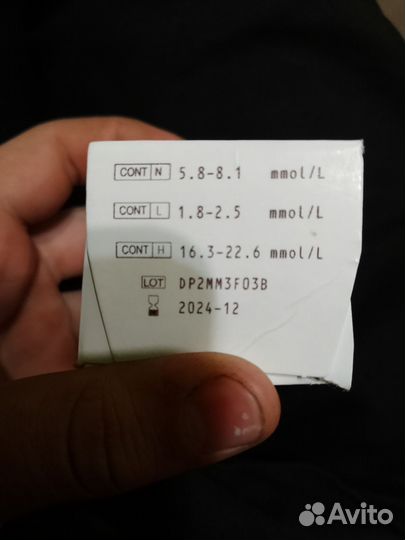 CONT N 5.8-8.1 mmol/L
CONT L 1.8-2.5 mmol/L
CONT H 16.3-22.6 mmol/L
LOT DP2MM3F03B
2024-12
Avito